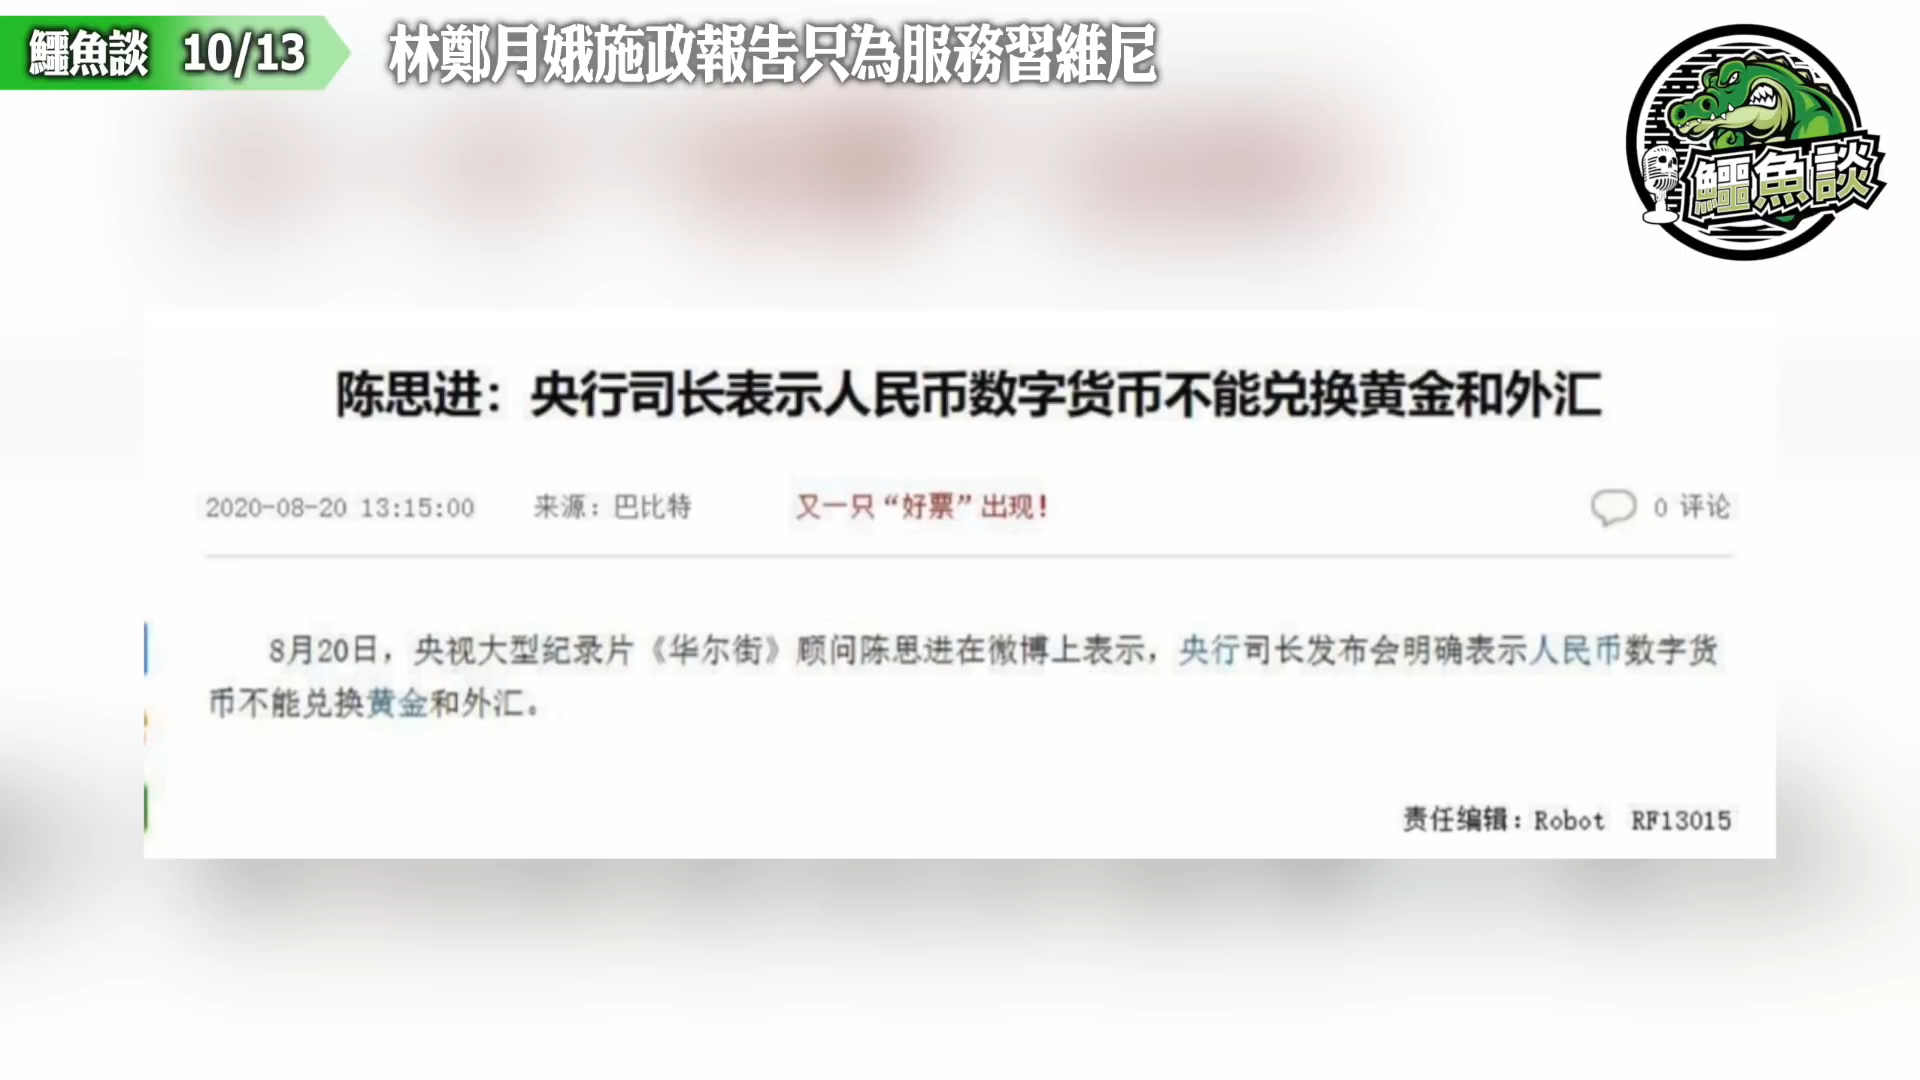 鱷魚談 10/13 林鄭月娥施政報告只為服務習維尼
鱷魚談
陈思进：央行司长表示人民币数字货币不能兑换黄金和外汇
2020-08-20 13:15:00 来源：巴比特 又一只“好票”出现！ 0 评论
8月20日，央视大型纪录片《华尔街》顾问陈思进在微博上表示，央行司长发布会明确表示人民币数字货
币不能兑换黄金和外汇。
责任编辑：Robot RF13015